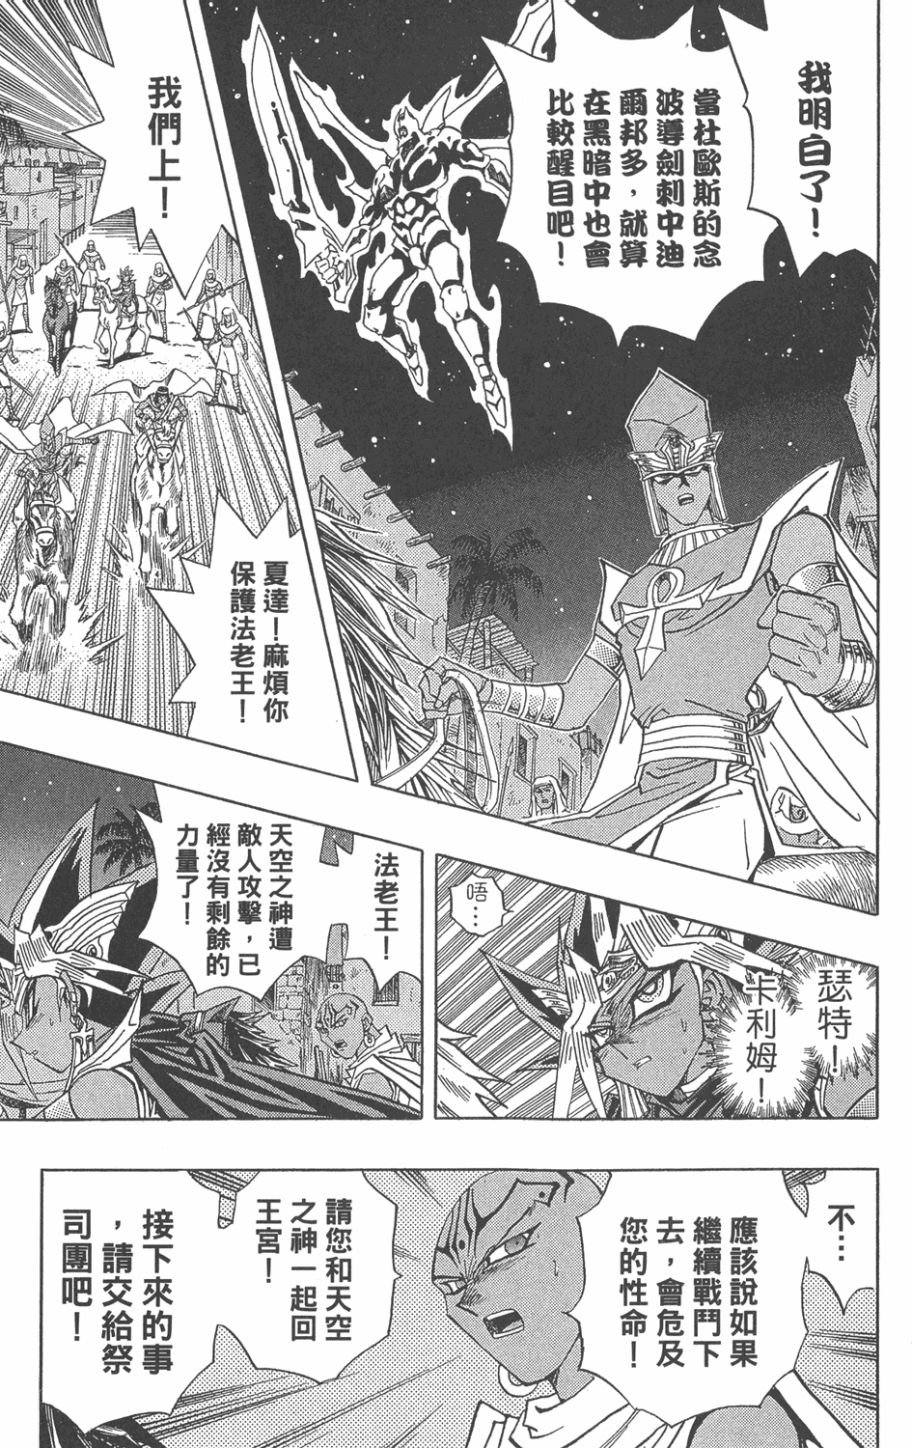 我明白了！
當杜歐斯的念
波導劍刺中迪
爾邦多，就算
在黑暗中也會
比較醒目吧！
我們上！
夏達！麻煩你
保護法老王！
瑟特！
卡利姆！
唔…
法老王！
天空之神遭
敵人攻擊，已
經沒有剩餘的
力量了！
不…
應該說如果
繼續戰鬥下
去，會危及
您的性命！
請您和天空
之神一起回
王宮！
接下來的事
，請交給祭
司團吧！